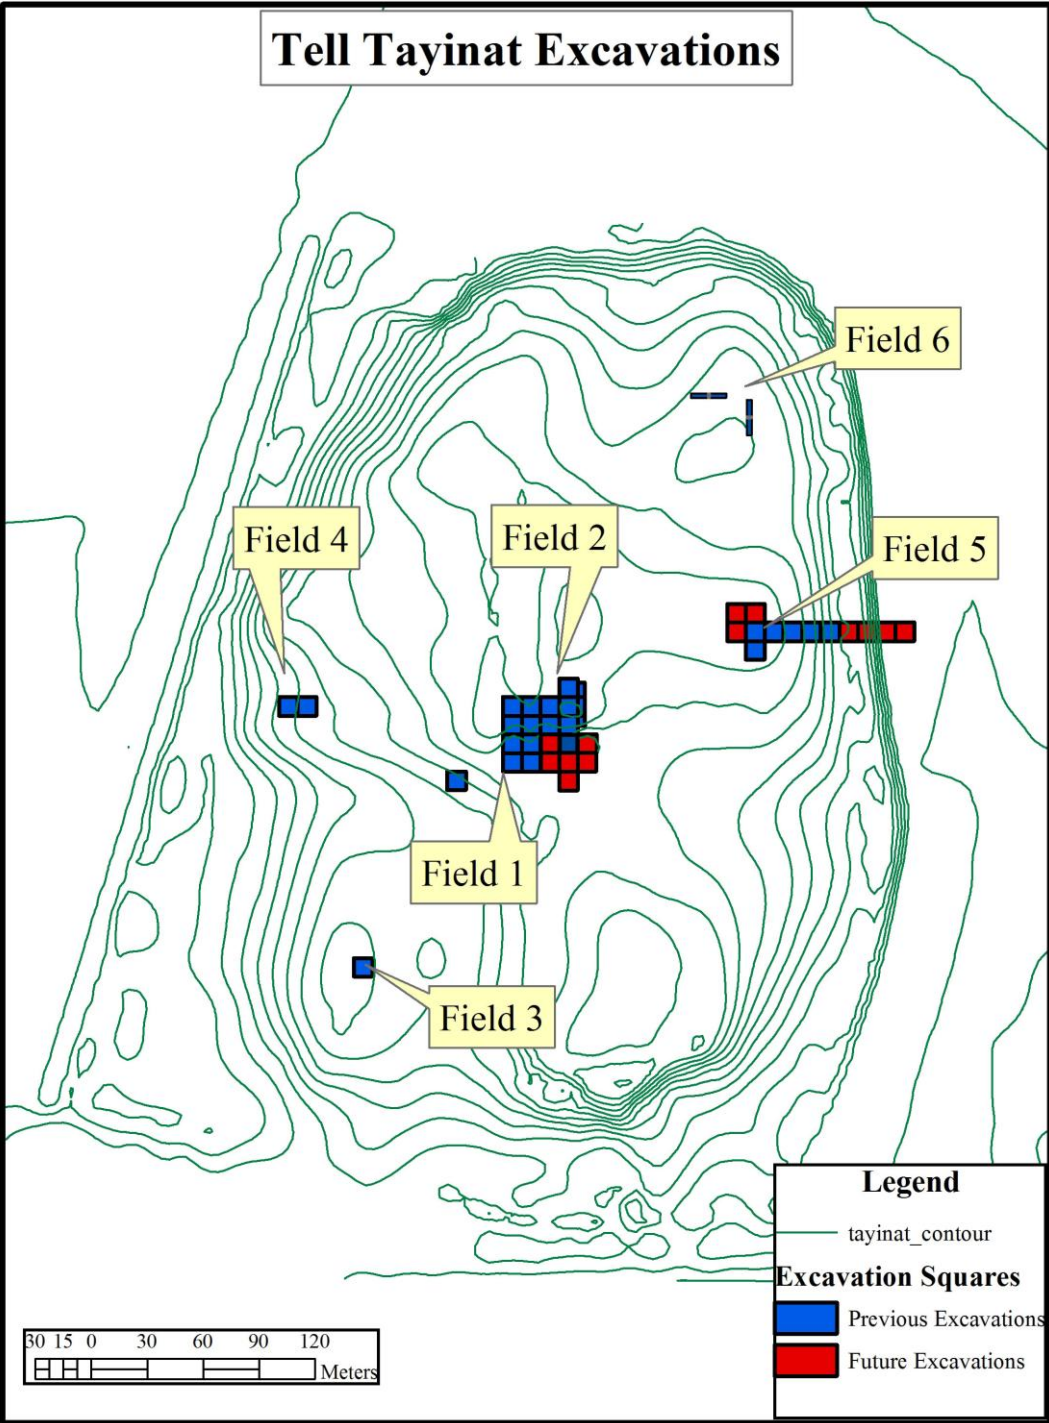 Tell Tayinat Excavations
Field 6
Field 4
Field 2
Field 5
Field 1
Field 3
Legend
tayinat_contour
Excavation Squares
Previous Excavations
Future Excavations
30 15 0 30 60 90 120
Meters